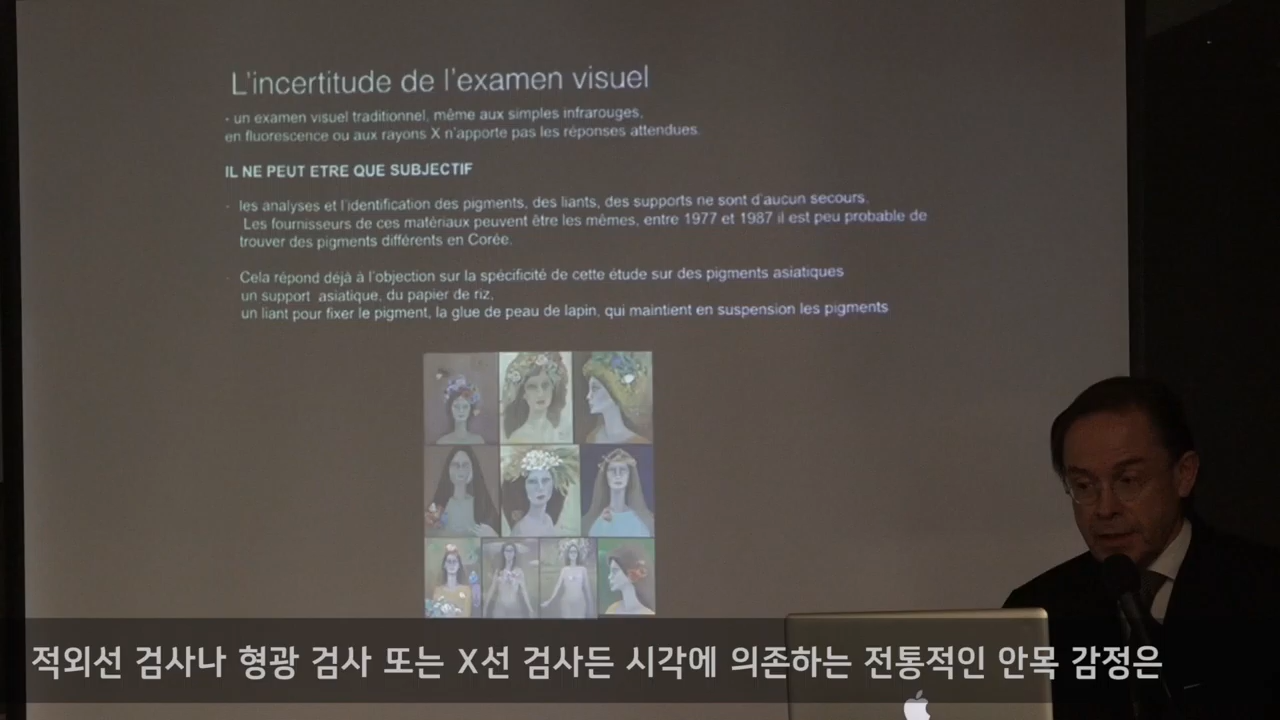 L'incertitude de l'examen visuel
- un examen visuel traditionnel, même aux simples infrarouges,
en fluorescence ou aux rayons X n'apporte pas les réponses attendues.
IL NE PEUT ETRE QUE SUBJECTIF
- les analyses et l'identification des pigments, des liants, des supports ne sont d'aucun secours.
Les fournisseurs de ces matériaux peuvent être les mêmes, entre 1977 et 1987 il est peu probable de
trouver des pigments différents en Corée.
- Cela répond déjà à l'objection sur la spécificité de cette étude sur des pigments asiatiques
un support asiatique, du papier de riz,
un liant pour fixer le pigment, la glue de peau de lapin, qui maintient en suspension les pigments
적외선 검사나 형광 검사 또는 X선 검사든 시각에 의존하는 전통적인 안목 감정은